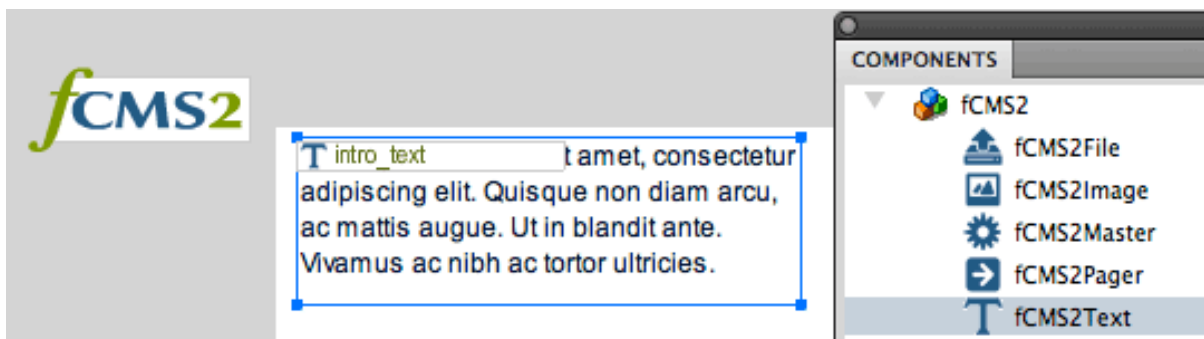 fCMS2
intro_text t amet, consectetur
adipiscing elit. Quisque non diam arcu,
ac mattis augue. Ut in blandit ante.
Vivamus ac nibh ac tortor ultricies.
COMPONENTS
fCMS2
fCMS2File
fCMS2Image
fCMS2Master
fCMS2Pager
fCMS2Text